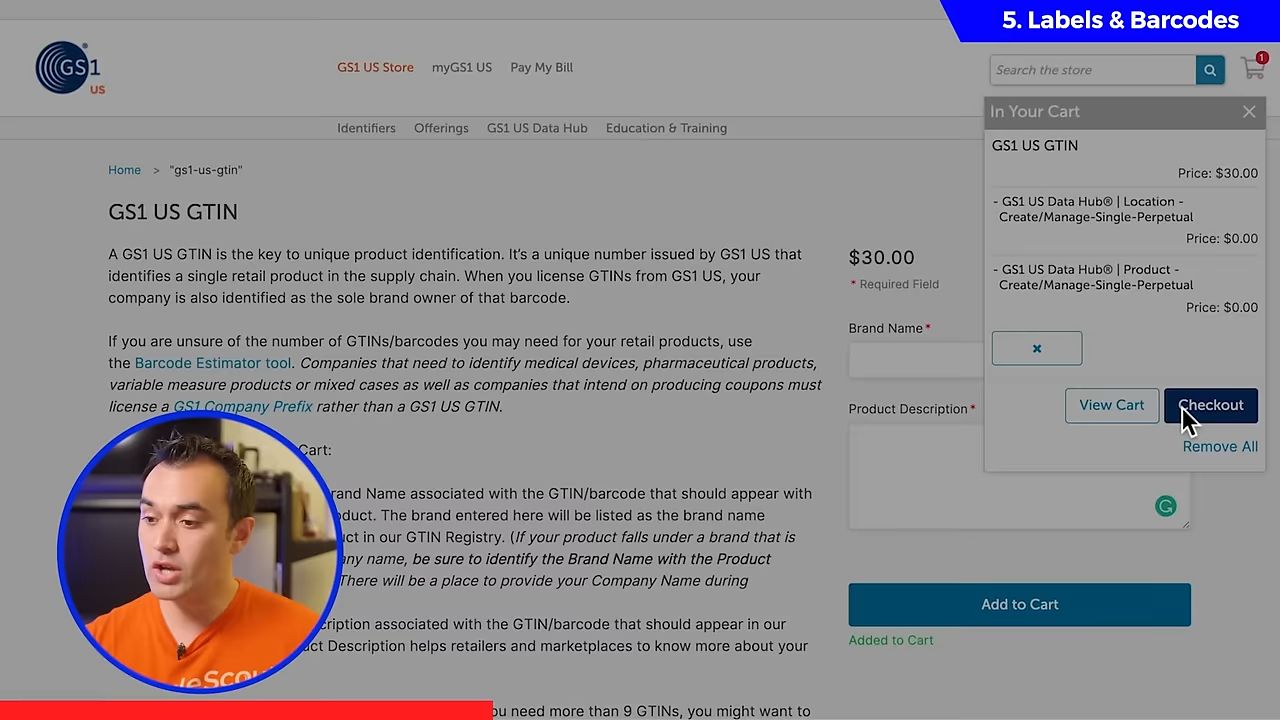 5. Labels & Barcodes
GS1 US
GS1 US Store myGS1 US Pay My Bill
Search the store
1
Identifiers Offerings GS1 US Data Hub Education & Training
In Your Cart
GS1 US GTIN
Price: $30.00
- GS1 US Data Hub® | Location -
Create/Manage-Single-Perpetual
Price: $0.00
- GS1 US Data Hub® | Product -
Create/Manage-Single-Perpetual
Price: $0.00
View Cart Checkout
Remove All
Home > "gs1-us-gtin"
GS1 US GTIN
A GS1 US GTIN is the key to unique product identification. It's a unique number issued by GS1 US that
identifies a single retail product in the supply chain. When you license GTINs from GS1 US, your
company is also identified as the sole brand owner of that barcode.
If you are unsure of the number of GTINs/barcodes you may need for your retail products, use
the Barcode Estimator tool. Companies that need to identify medical devices, pharmaceutical products,
variable measure products or mixed cases as well as companies that intend on producing coupons must
license a GS1 Company Prefix rather than a GS1 US GTIN.
Cart:
rand Name associated with the GTIN/barcode that should appear with
oduct. The brand entered here will be listed as the brand name
ct in our GTIN Registry. (If your product falls under a brand that is
any name, be sure to identify the Brand Name with the Product
There will be a place to provide your Company Name during
cription associated with the GTIN/barcode that should appear in our
ct Description helps retailers and marketplaces to know more about your
ou need more than 9 GTINs, you might want to
$30.00
* Required Field
Brand Name*
Product Description*
Add to Cart
Added to Cart
eScou